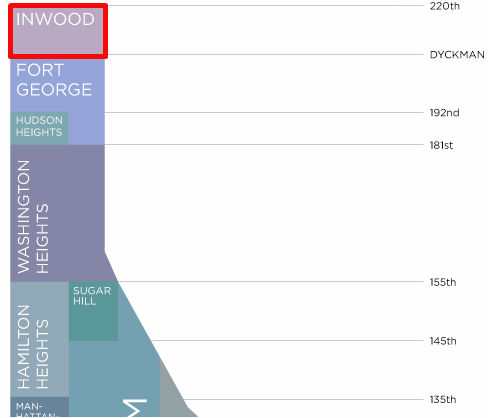 INWOOD
220th
DYCKMAN
FORT
GEORGE
192nd
HUDSON
HEIGHTS
181st
WASHINGTON
HEIGHTS
155th
SUGAR
HILL
HAMILTON
HEIGHTS
145th
135th
MAN-
HATTAN-
M